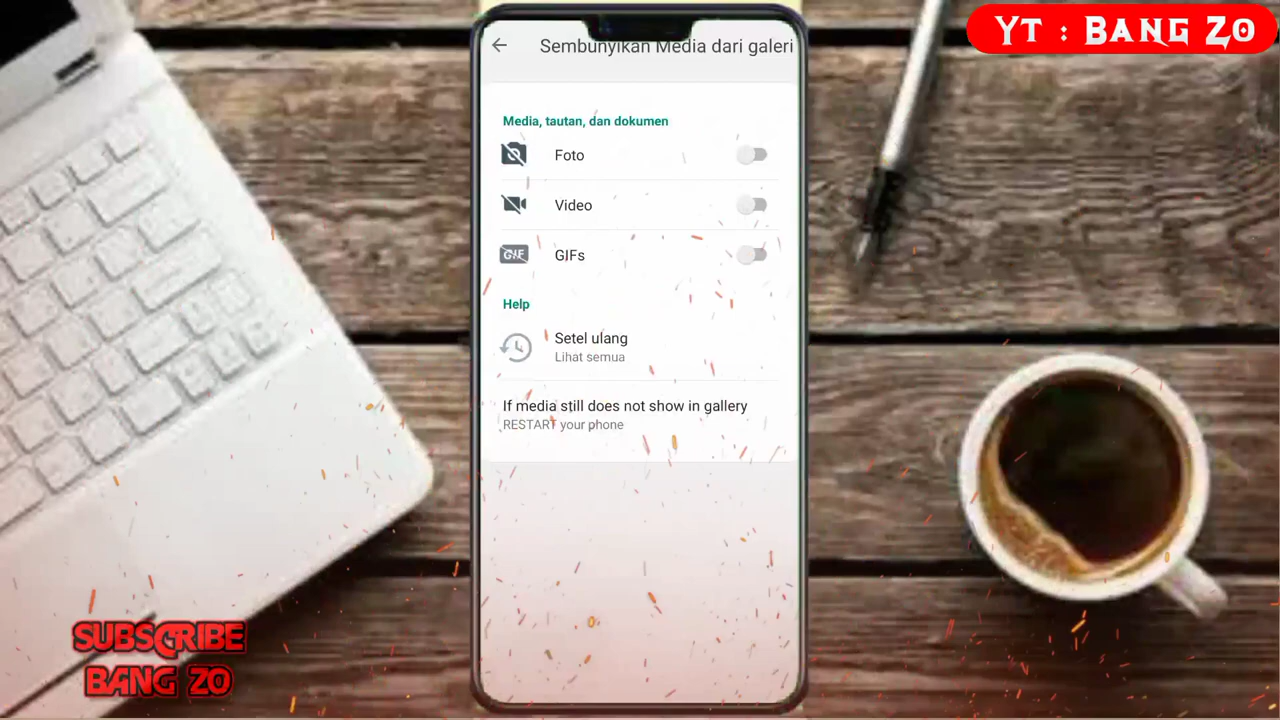 Yt : Bang Zo
Sembunyikan Media dari galeri
Media, tautan, dan dokumen
Foto
Video
GIF
GIFs
Help
Setel ulang
Lihat semua
If media still does not show in gallery
RESTART your phone
SUBSCRIBE
BANG ZO